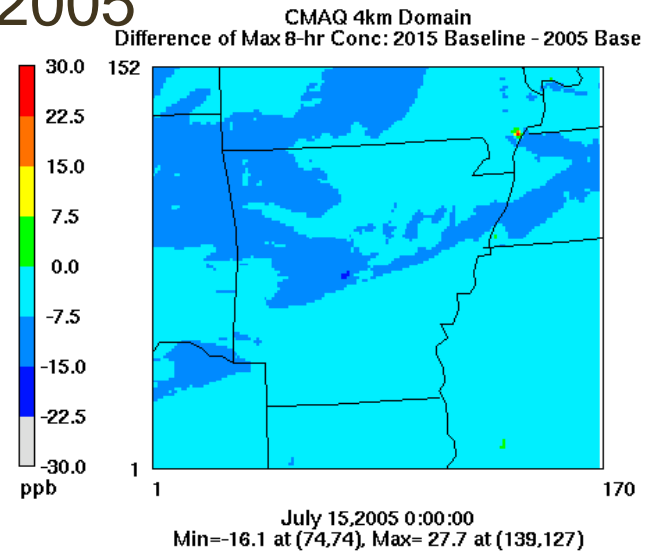 2005
CMAQ 4km Domain
Difference of Max 8-hr Conc: 2015 Baseline - 2005 Base
30.0
22.5
15.0
7.5
0.0
-7.5
-15.0
-22.5
-30.0
ppb
152
1
1
170
July 15,2005 0:00:00
Min=-16.1 at (74,74), Max= 27.7 at (139,127)